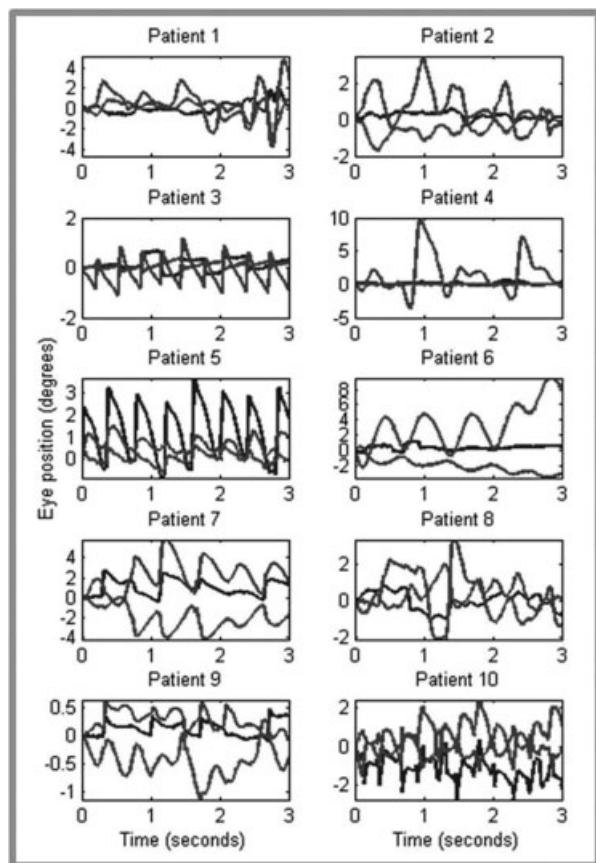 Patient 1
4
2
0
-2
-4
0 1 2 3
Patient 2
2
0
-2
0 1 2 3
Patient 3
2
0
-2
0 1 2 3
Patient 4
10
5
0
-5
0 1 2 3
Eye position (degrees)
Patient 5
3
2
1
0
0 1 2 3
Patient 6
8
6
4
2
0
-2
0 1 2 3
Patient 7
4
2
0
-2
-4
0 1 2 3
Patient 8
2
0
-2
0 1 2 3
Patient 9
0.5
0
-0.5
-1
0 1 2 3
Time (seconds)
Patient 10
2
0
-2
0 1 2 3
Time (seconds)